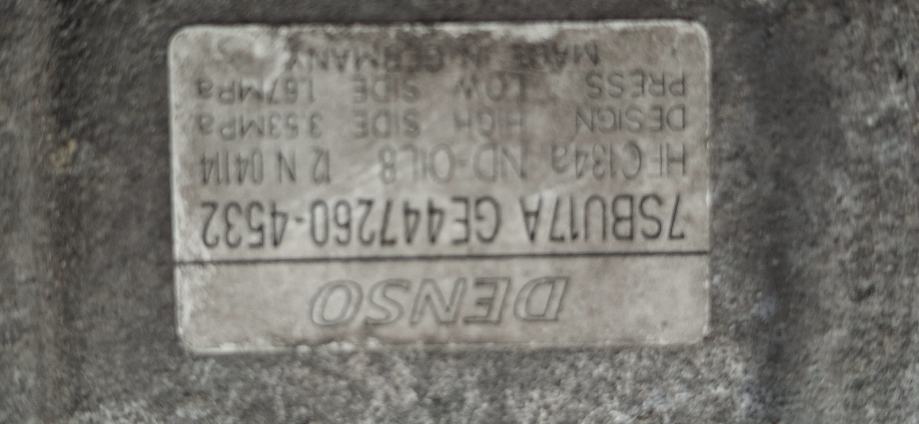 DENSO
7SBU17A GE447260-4532
HFC134a ND-OIL8 12 N 04114
DESIGN HIGH SIDE 3.53MPa
PRESS LOW SIDE 1.67MPa
MADE IN GERMANY